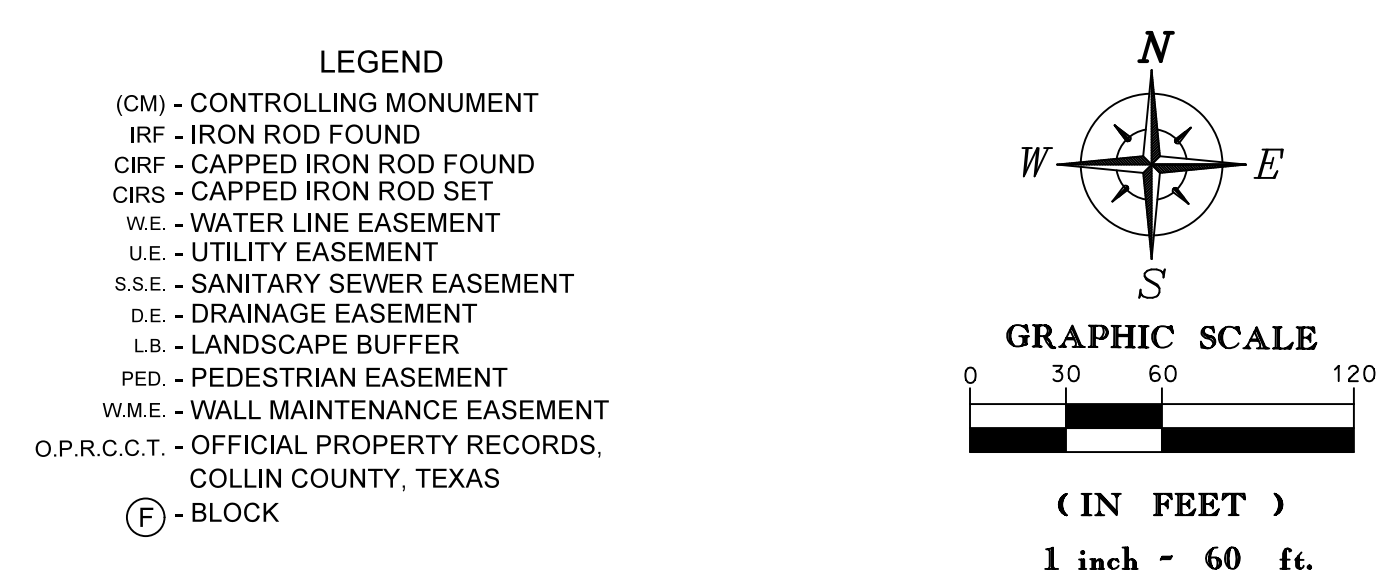 LEGEND
(CM) - CONTROLLING MONUMENT
IRF - IRON ROD FOUND
CIRF - CAPPED IRON ROD FOUND
CIRS - CAPPED IRON ROD SET
W.E. - WATER LINE EASEMENT
U.E. - UTILITY EASEMENT
S.S.E. - SANITARY SEWER EASEMENT
D.E. - DRAINAGE EASEMENT
L.B. - LANDSCAPE BUFFER
PED. - PEDESTRIAN EASEMENT
W.M.E. - WALL MAINTENANCE EASEMENT
O.P.R.C.C.T. - OFFICIAL PROPERTY RECORDS,
COLLIN COUNTY, TEXAS
F - BLOCK
N
W E
S
GRAPHIC SCALE
0 30 60 120
( IN FEET )
1 inch - 60 ft.